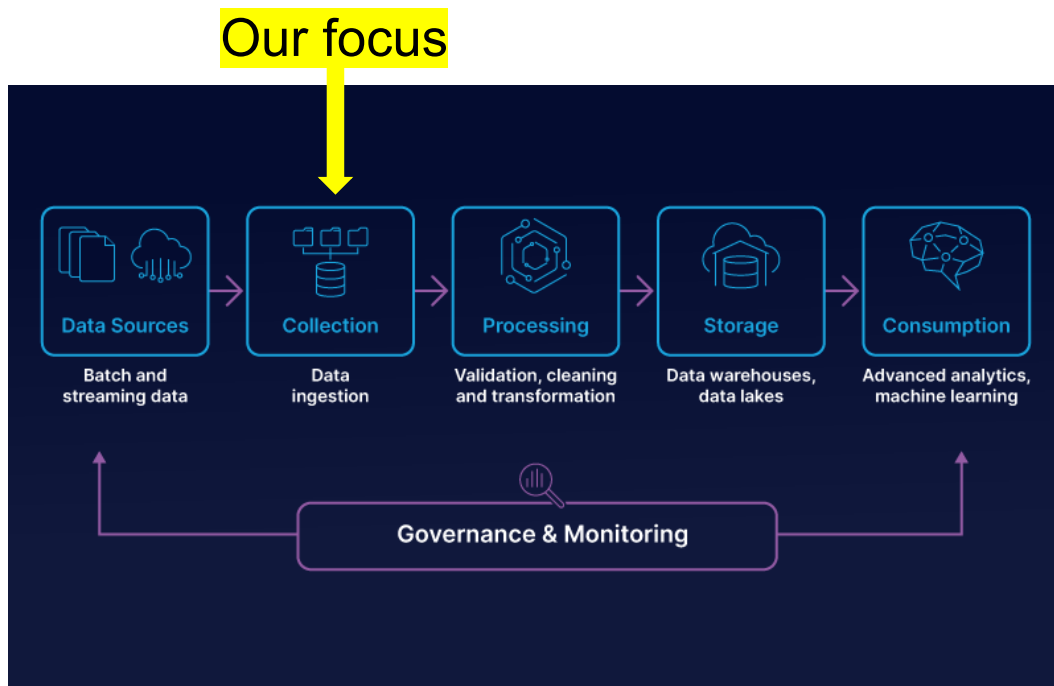 Our focus
Data Sources
Batch and
streaming data
Collection
Data
ingestion
Processing
Validation, cleaning
and transformation
Storage
Data warehouses,
data lakes
Consumption
Advanced analytics,
machine learning
Governance & Monitoring